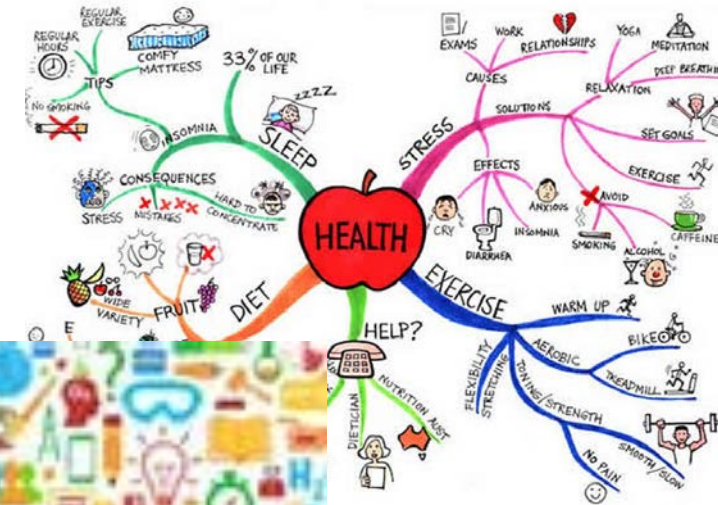 HEALTH
SLEEP
33% OF OUR
LIFE
INSOMNIA
TIPS
REGULAR
EXERCISE
REGULAR
HOURS
COMFY
MATTRESS
NO SMOKING
ZZZZ
CONSEQUENCES
STRESS
MISTAKES
HARD TO
CONCENTRATE
STRESS
CAUSES
EXAMS
WORK
RELATIONSHIPS
SOLUTIONS
RELAXATION
YOGA
MEDITATION
DEEP BREATHIN
SET GOALS
EXERCISE
AVOID
SMOKING
ALCOHOL
CAFFEINE
EFFECTS
CRY
DIARRHEA
INSOMNIA
ANXIOUS
EXERCISE
WARM UP
AEROBIC
BIKE
TREADMILL
TONING/STRENGTH
SMOOTH/SLOW
NO PAIN
FLEXIBILITY
STRETCHING
HELP?
DIETICIAN
NUTRITION AUST
DIET
FRUIT
WIDE
VARIETY
E
H